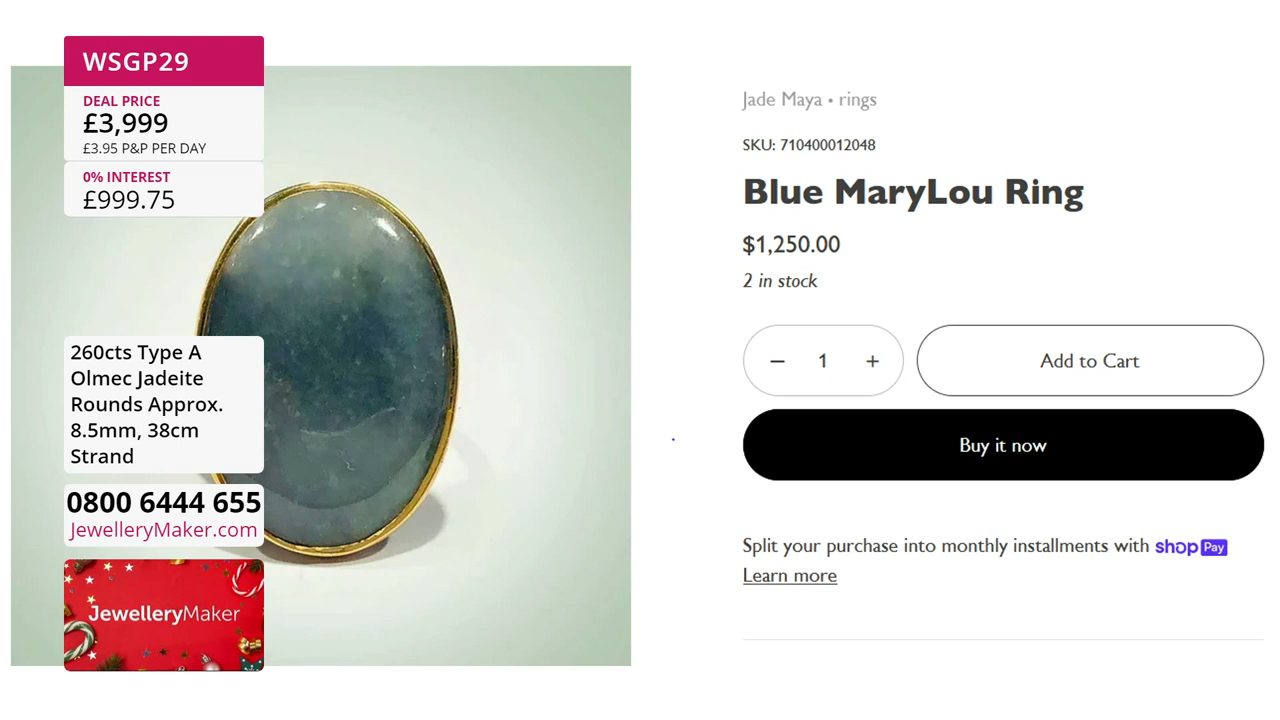 WSGP29
DEAL PRICE
£3,999
£3.95 P&P PER DAY
0% INTEREST
£999.75
260cts Type A
Olmec Jadeite
Rounds Approx.
8.5mm, 38cm
Strand
0800 6444 655
JewelleryMaker.com
JewelleryMaker
Jade Maya • rings
SKU: 710400012048
Blue MaryLou Ring
$1,250.00
2 in stock
− 1 +
Add to Cart
Buy it now
Split your purchase into monthly installments with shop Pay
Learn more